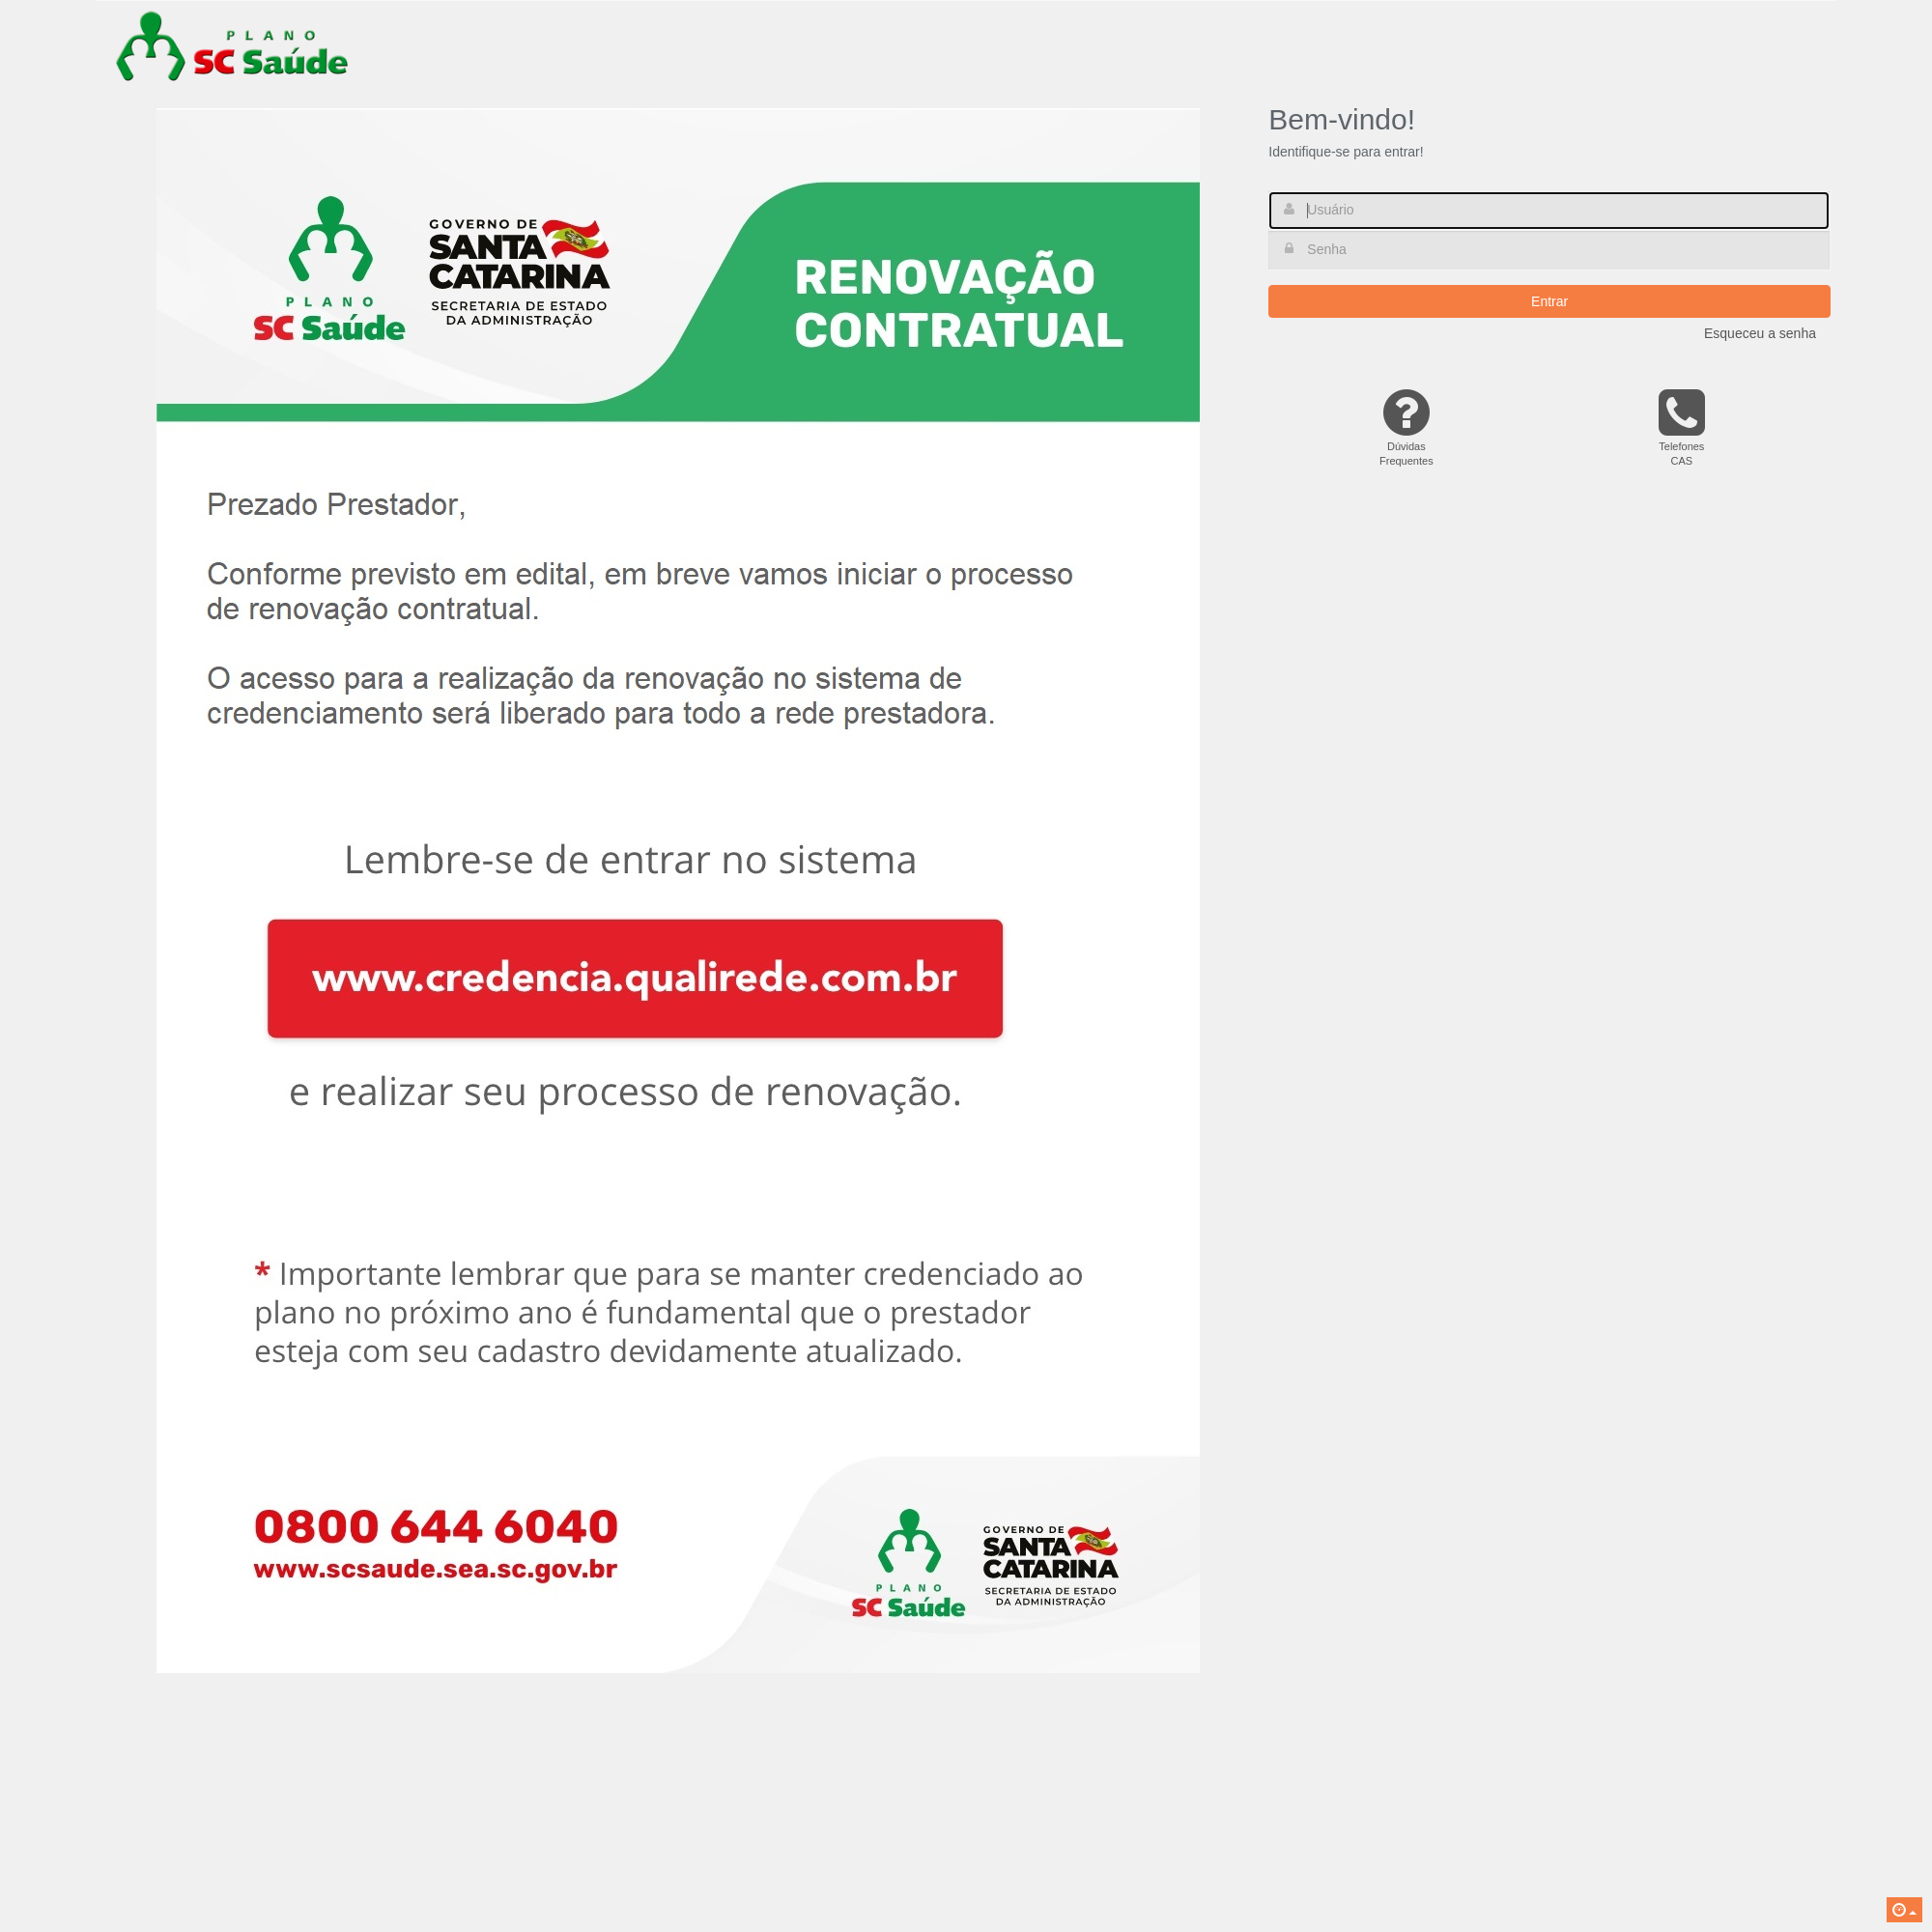 PLANO
SC Saúde
GOVERNO DE
SANTA
CATARINA
SECRETARIA DE ESTADO
DA ADMINISTRAÇÃO
PLANO
SC Saúde
RENOVAÇÃO
CONTRATUAL
Prezado Prestador,
Conforme previsto em edital, em breve vamos iniciar o processo
de renovação contratual.
O acesso para a realização da renovação no sistema de
credenciamento será liberado para todo a rede prestadora.
Lembre-se de entrar no sistema
www.credencia.qualirede.com.br
e realizar seu processo de renovação.
* Importante lembrar que para se manter credenciado ao
plano no próximo ano é fundamental que o prestador
esteja com seu cadastro devidamente atualizado.
0800 644 6040
www.scsaude.sea.sc.gov.br
PLANO
SC Saúde
GOVERNO DE
SANTA
CATARINA
SECRETARIA DE ESTADO
DA ADMINISTRAÇÃO
Bem-vindo!
Identifique-se para entrar!
Usuário
Senha
Entrar
Esqueceu a senha
Dúvidas
Frequentes
Telefones
CAS